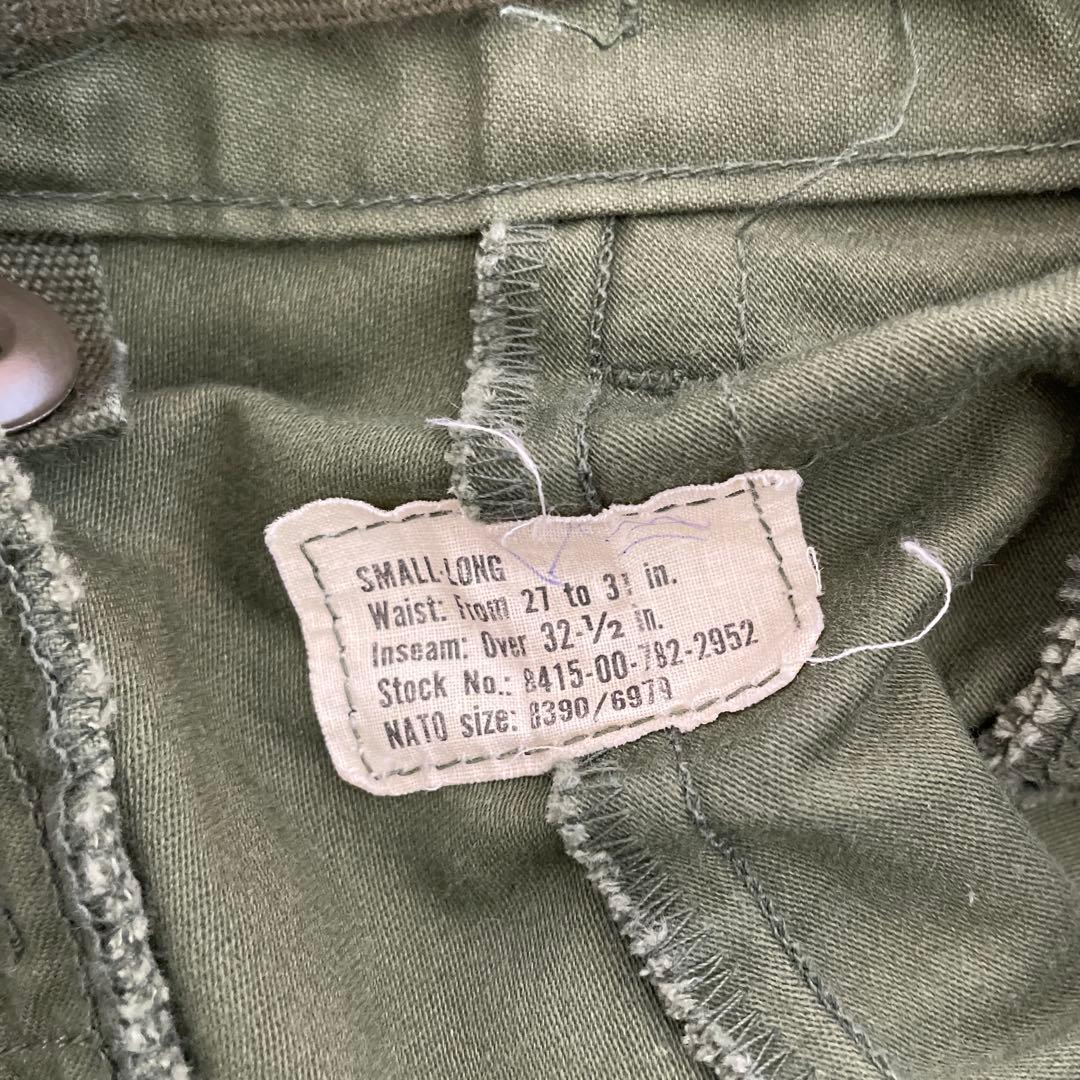 SMALL-LONG
Waist: From 27 to 31 in.
Inseam: Over 32-½ in.
Stock No.: 8415-00-782-2952
NATO size: 8390/6979